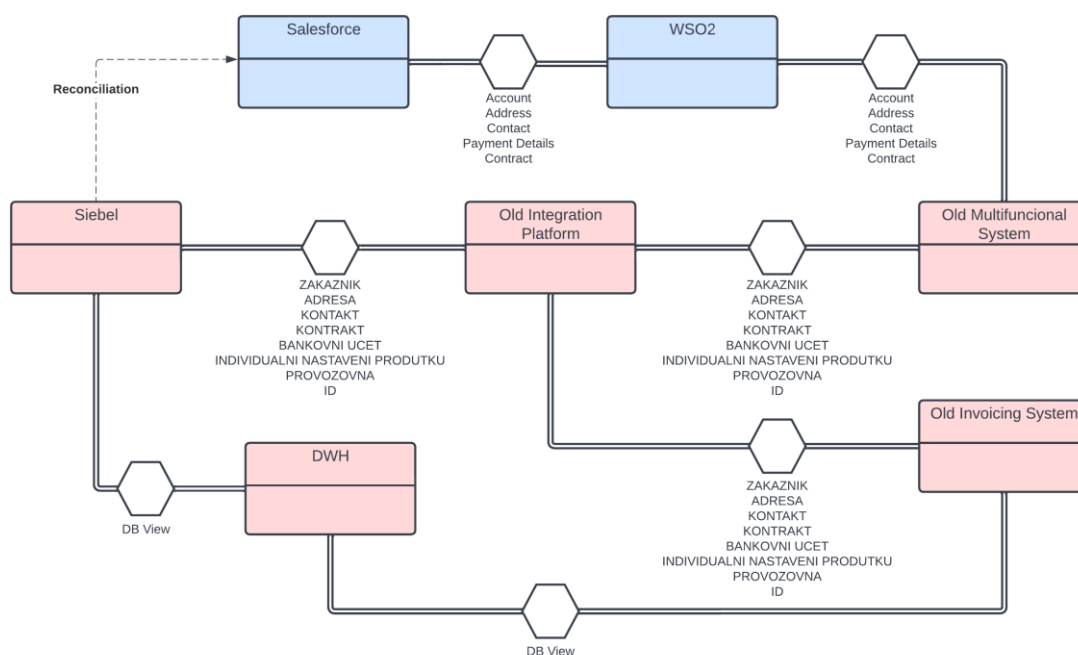 Salesforce
WSO2
Reconciliation
Account
Address
Contact
Payment Details
Contract
Account
Address
Contact
Payment Details
Contract
Siebel
Old Integration
Platform
Old Multifuncional
System
ZAKAZNIK
ADRESA
KONTAKT
KONTRAKT
BANKOVNI UCET
INDIVIDUALNI NASTAVENI PRODUTKU
PROVOZOVNA
ID
ZAKAZNIK
ADRESA
KONTAKT
KONTRAKT
BANKOVNI UCET
INDIVIDUALNI NASTAVENI PRODUTKU
PROVOZOVNA
ID
Old Invoicing System
DWH
ZAKAZNIK
ADRESA
KONTAKT
KONTRAKT
BANKOVNI UCET
INDIVIDUALNI NASTAVENI PRODUTKU
PROVOZOVNA
ID
DB View
DB View